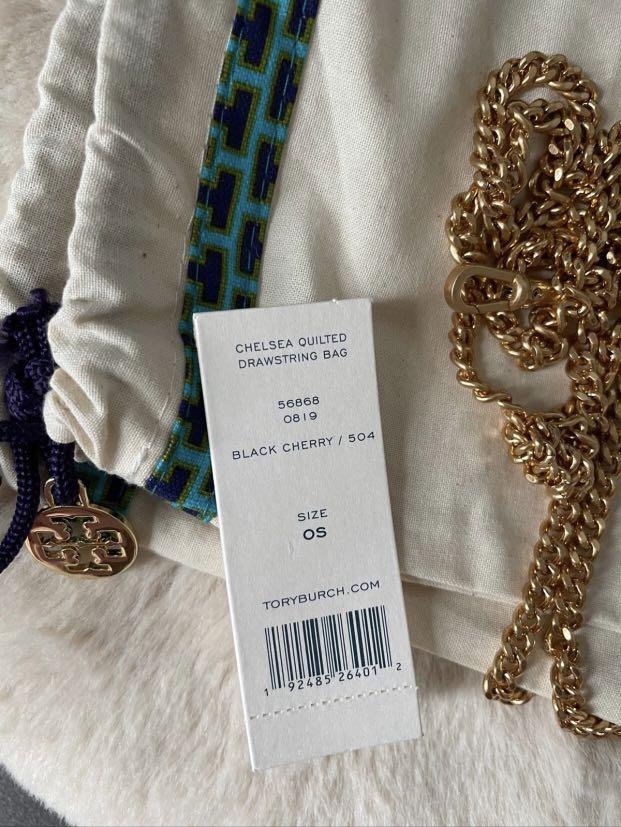 CHELSEA QUILTED
DRAWSTRING BAG
56868
0819
BLACK CHERRY / 504
SIZE
OS
TORYBURCH.COM
1 92485 26401 2